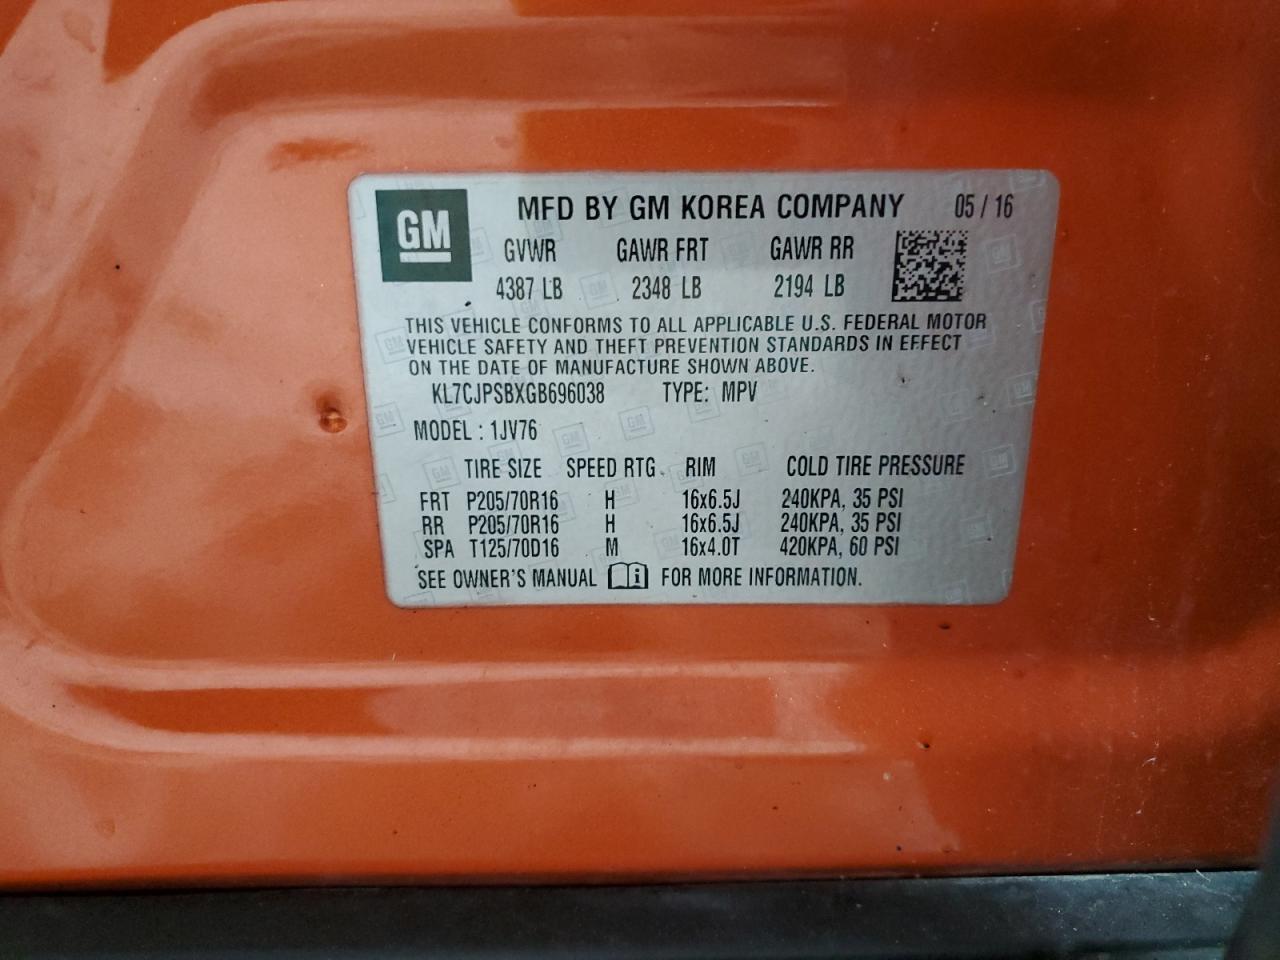 GM MFD BY GM KOREA COMPANY 05 / 16
GVWR GAWR FRT GAWR RR
4387 LB 2348 LB 2194 LB
THIS VEHICLE CONFORMS TO ALL APPLICABLE U.S. FEDERAL MOTOR
VEHICLE SAFETY AND THEFT PREVENTION STANDARDS IN EFFECT
ON THE DATE OF MANUFACTURE SHOWN ABOVE.
KL7CJPSBXGB696038 TYPE: MPV
MODEL : 1JV76
TIRE SIZE SPEED RTG. RIM COLD TIRE PRESSURE
FRT P205/70R16 H 16x6.5J 240KPA, 35 PSI
RR P205/70R16 H 16x6.5J 240KPA, 35 PSI
SPA T125/70D16 M 16x4.0T 420KPA, 60 PSI
SEE OWNER'S MANUAL i FOR MORE INFORMATION.